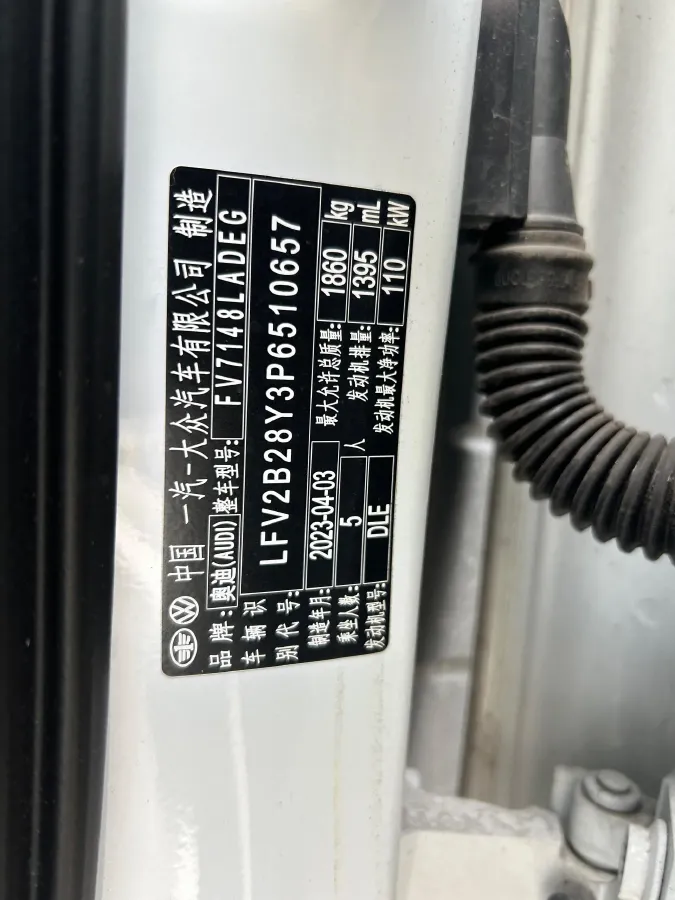 中国 一汽-大众汽车有限公司 制造
品牌: 奥迪(AUDI) 整车型号: FV7148LADEG
车辆识别代号: LFV2B28Y3P6510657
制造年月: 2023-04-03 最大允许总质量: 1860 kg
乘坐人数: 5 人 发动机排量: 1395 mL
发动机型号: DLE 发动机最大净功率: 110 kW